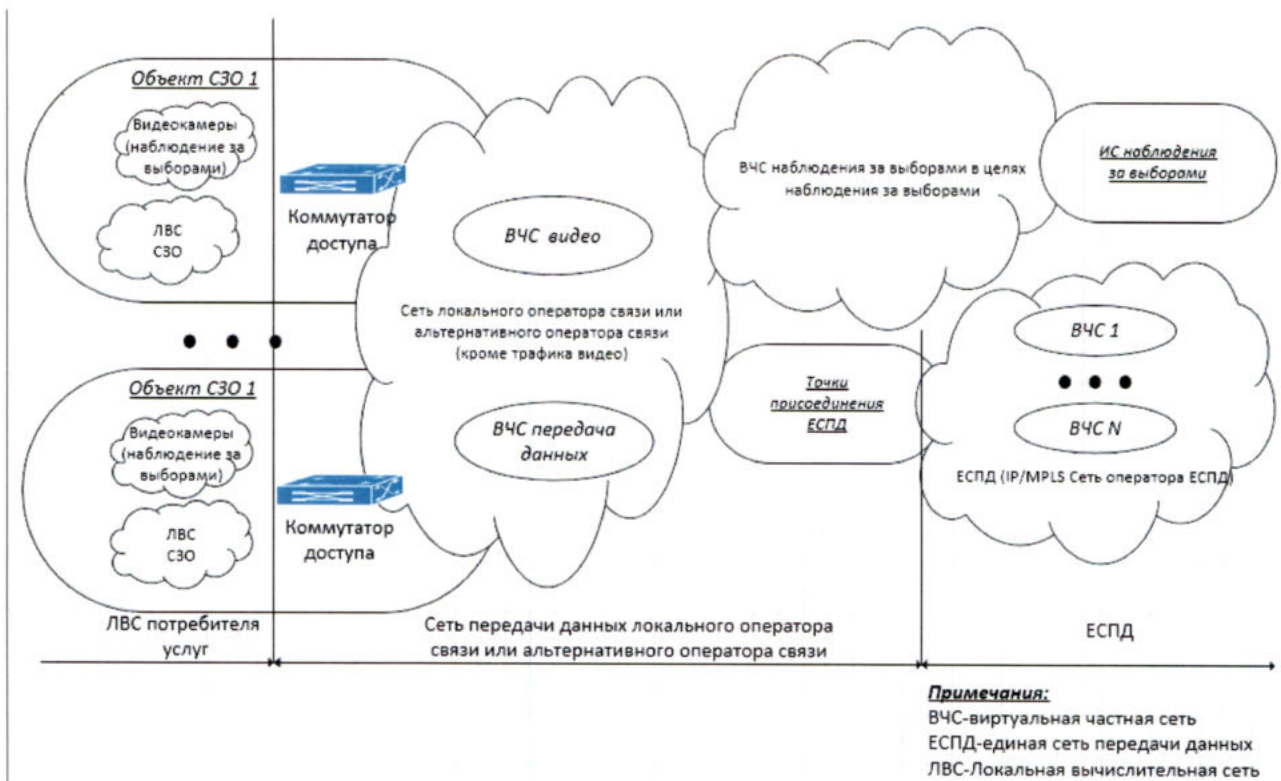 Объект СЗО 1
Видеокамеры
(наблюдение за
выборами)
ЛВС
СЗО
Коммутатор
доступа
Объект СЗО 1
Видеокамеры
(наблюдение за
выборами)
ЛВС
СЗО
Коммутатор
доступа
ВЧС видео
Сеть локального оператора связи или
альтернативного оператора связи
(кроме трафика видео)
ВЧС передача
данных
ВЧС наблюдения за выборами в целях
наблюдения за выборами
ИС наблюдения
за выборами
Точки
присоединения
ЕСПД
ВЧС 1
ВЧС N
ЕСПД (IP/MPLS Сеть оператора ЕСПД)
ЛВС потребителя
услуг
Сеть передачи данных локального оператора
связи или альтернативного оператора связи
ЕСПД
Примечания:
ВЧС-виртуальная частная сеть
ЕСПД-единая сеть передачи данных
ЛВС-Локальная вычислительная сеть